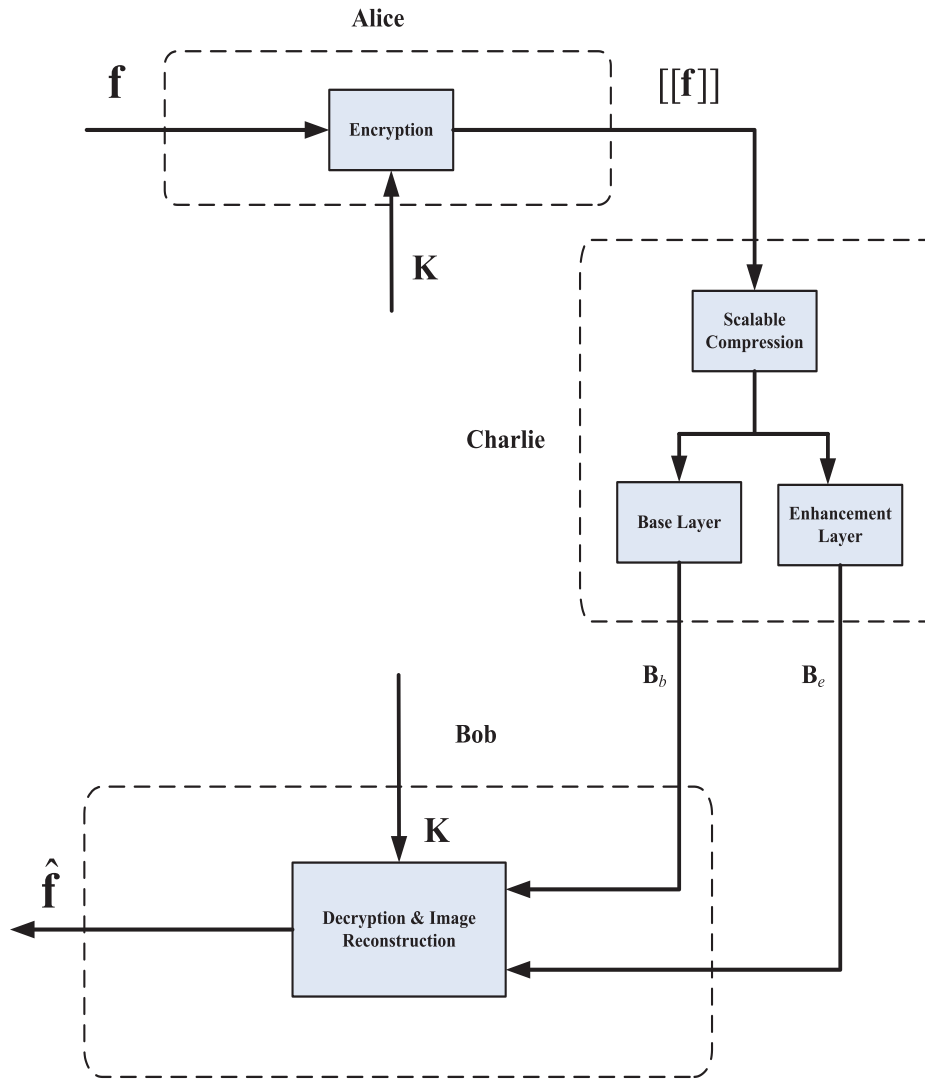 Alice
f
[[f]]
Encryption
K
Scalable
Compression
Charlie
Base Layer
Enhancement
Layer
B_b
B_e
Bob
K
f̂
Decryption & Image
Reconstruction